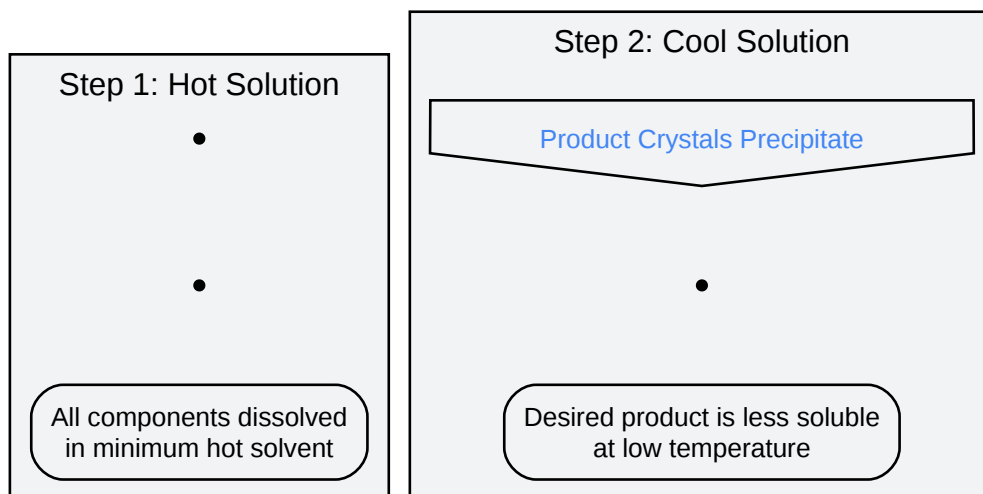 Step 1: Hot Solution
All components dissolved
in minimum hot solvent
Step 2: Cool Solution
Product Crystals Precipitate
Desired product is less soluble
at low temperature